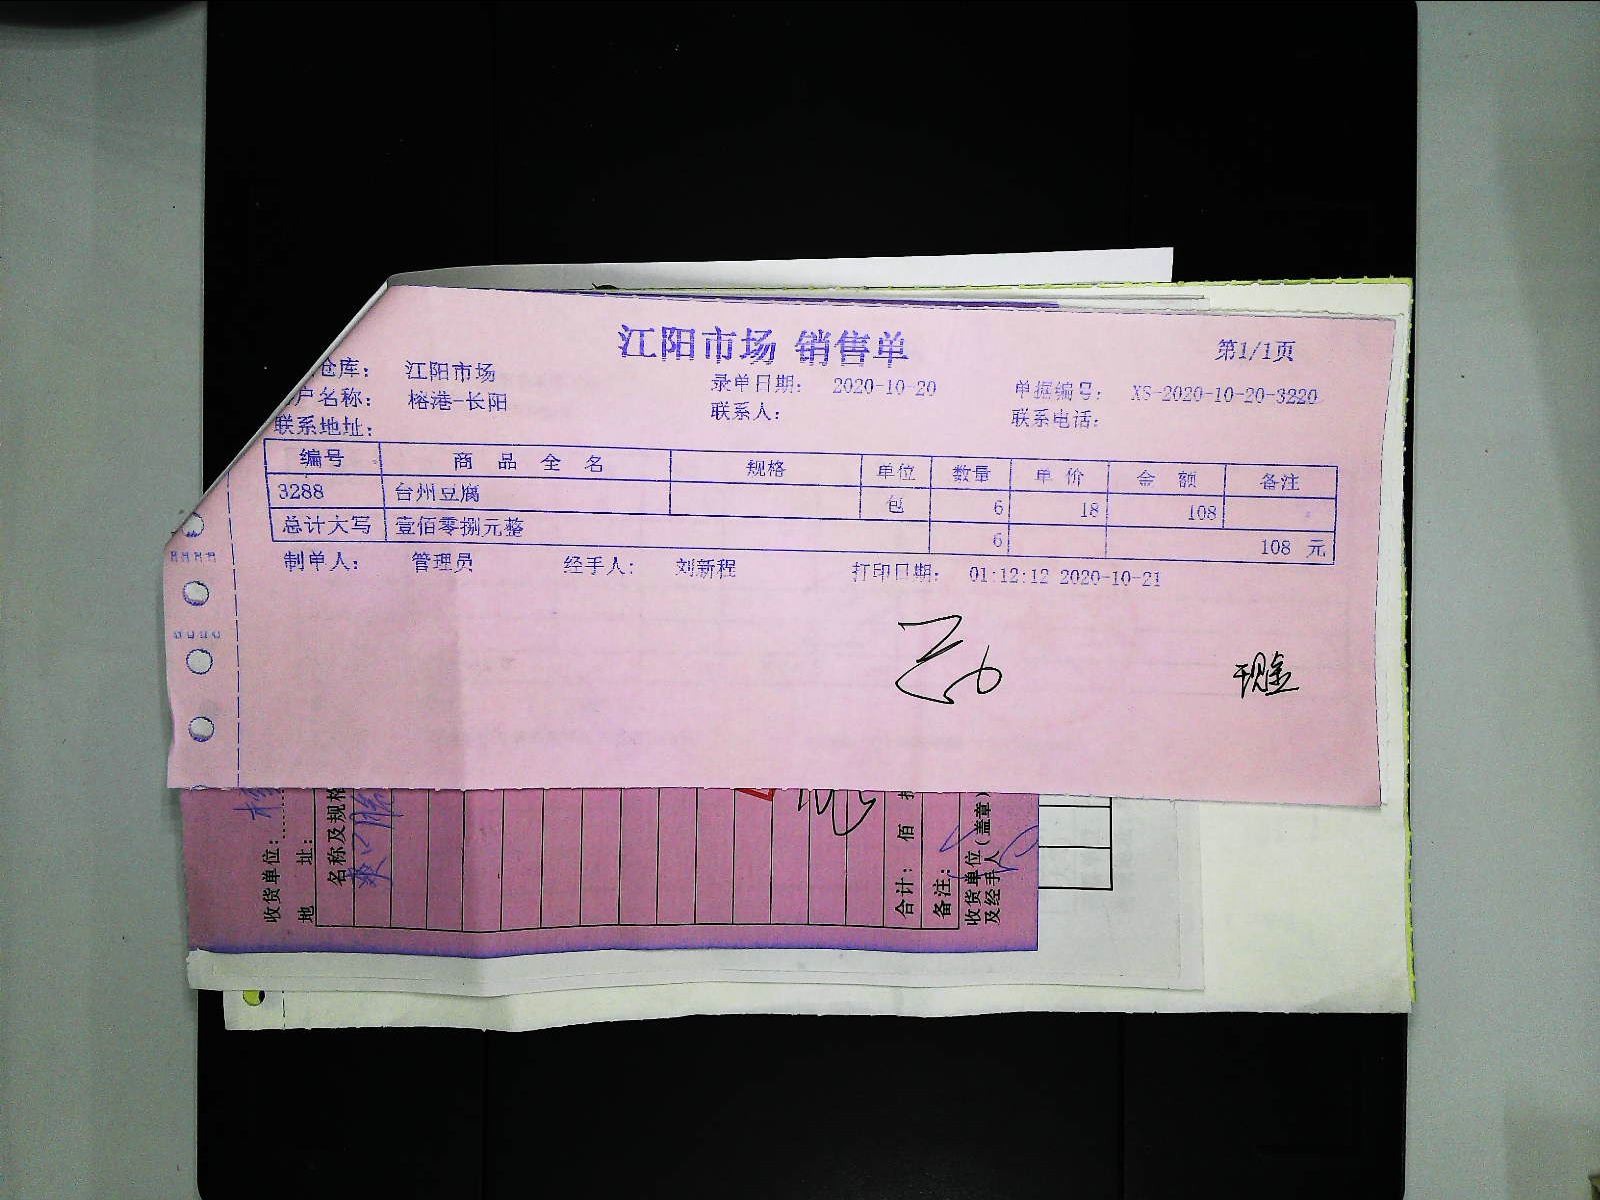 江阳市场 销售单
第1/1页
仓库： 江阳市场
录单日期： 2020-10-20
单据编号： XS-2020-10-20-3220
户名称： 榕港-长阳
联系人：
联系电话：
联系地址：
编号 商品全名 规格 单位 数量 单价 金额 备注
3288 台州豆腐 包 6 18 108
总计大写 壹佰零捌元整 6 108 元
制单人： 管理员 经手人： 刘新程 打印日期： 01:12:12 2020-10-21
现金
收货单位：
地 址：
名称及规格
合计： 佰
备注：
收货单位（盖章）
及经手人